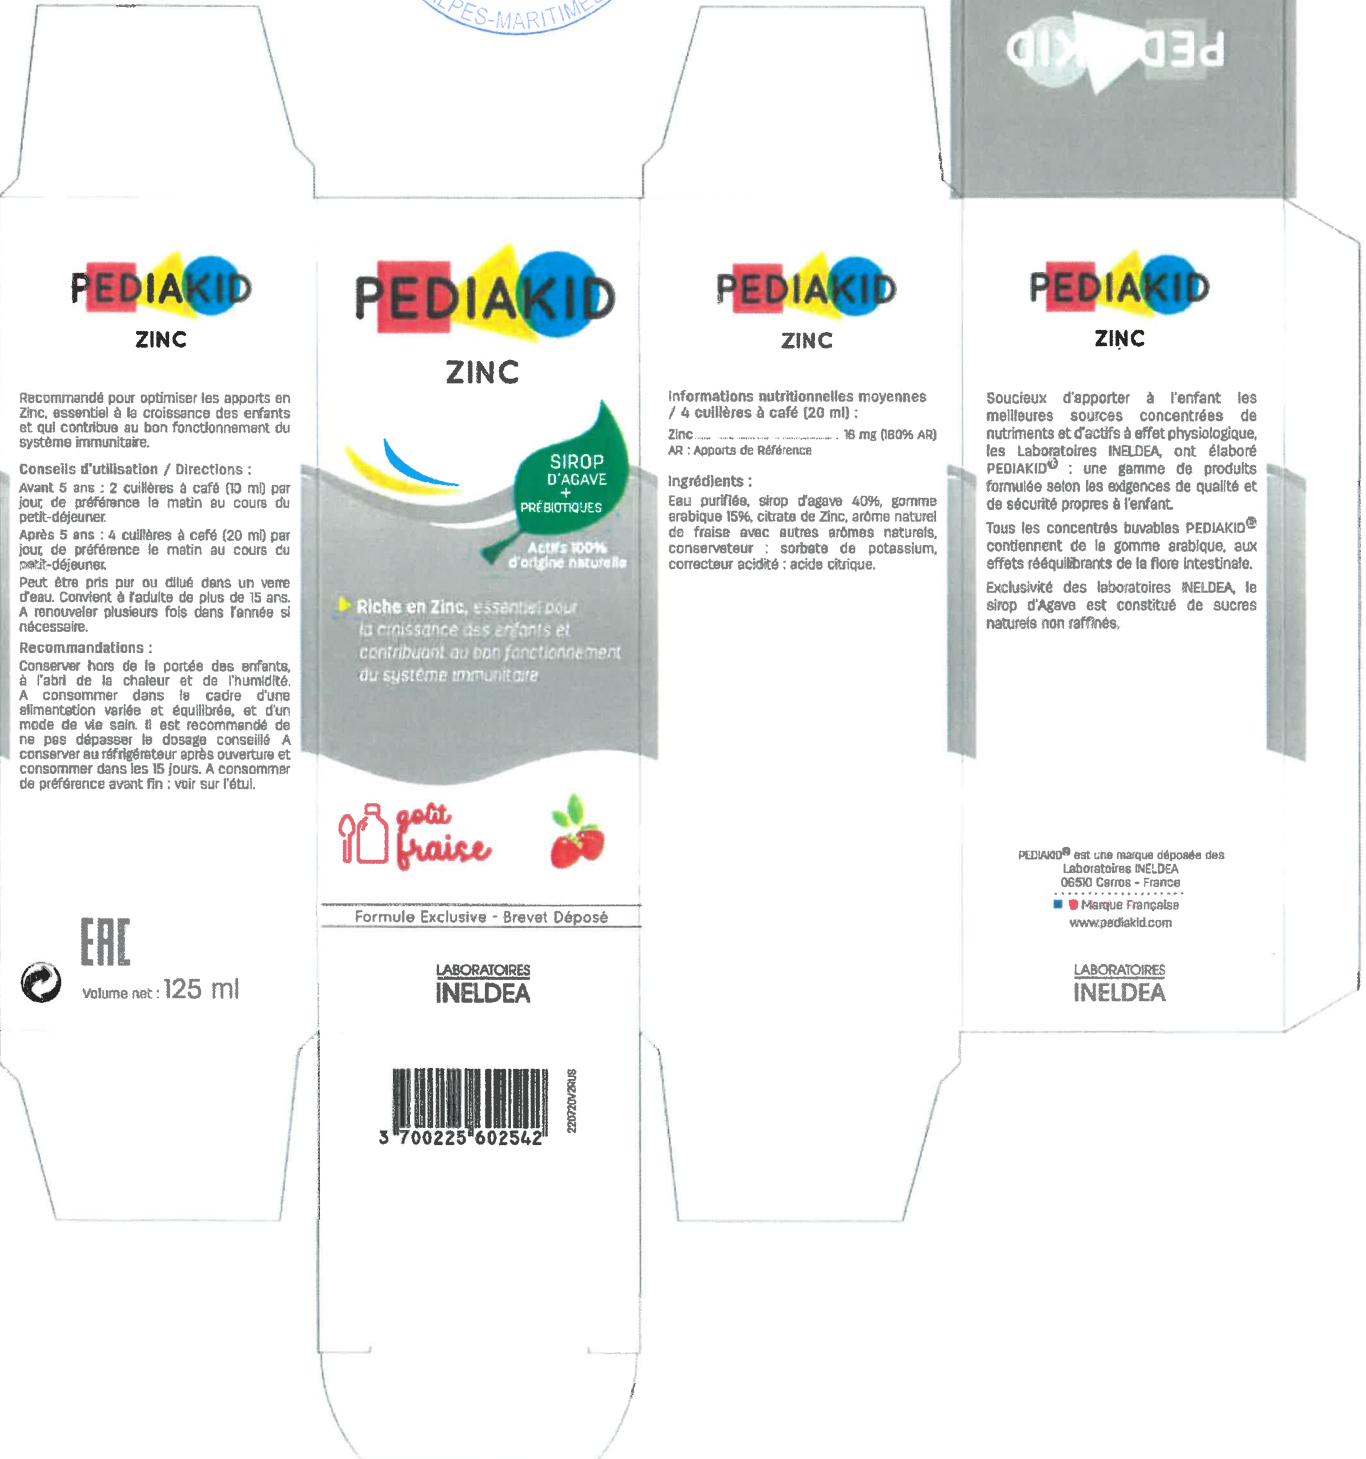 ALPES-MARITIMES
PEDIAKID
PEDIAKID
ZINC
Recommandé pour optimiser les apports en
Zinc, essentiel à la croissance des enfants
et qui contribue au bon fonctionnement du
système immunitaire.
Conseils d'utilisation / Directions :
Avant 5 ans : 2 cuillères à café (10 ml) par
jour, de préférence le matin au cours du
petit-déjeuner.
Après 5 ans : 4 cuillères à café (20 ml) par
jour, de préférence le matin au cours du
petit-déjeuner.
Peut être pris pur ou dilué dans un verre
d'eau. Convient à l'adulte de plus de 15 ans.
A renouveler plusieurs fois dans l'année si
nécessaire.
Recommandations :
Conserver hors de la portée des enfants,
à l'abri de la chaleur et de l'humidité.
A consommer dans le cadre d'une
alimentation variée et équilibrée, et d'un
mode de vie sain. Il est recommandé de
ne pas dépasser le dosage conseillé A
conserver au réfrigérateur après ouverture et
consommer dans les 15 jours. A consommer
de préférence avant fin : voir sur l'étui.
EAC
Volume net : 125 ml
PEDIAKID
ZINC
SIROP
D'AGAVE
+
PRÉBIOTIQUES
Actifs 100%
d'origine naturelle
Riche en Zinc, essentiel pour
la croissance des enfants et
contribuant au bon fonctionnement
du système immunitaire
goût
fraise
Formule Exclusive - Brevet Déposé
LABORATOIRES
INELDEA
3 700225 602542
220720V2RUS
PEDIAKID
ZINC
Informations nutritionnelles moyennes
/ 4 cuillères à café (20 ml) :
Zinc ........ 16 mg (160% AR)
AR : Apports de Référence
Ingrédients :
Eau purifiée, sirop d'agave 40%, gomme
arabique 15%, citrate de Zinc, arôme naturel
de fraise avec autres arômes naturels,
conservateur : sorbate de potassium,
correcteur acidité : acide citrique.
PEDIAKID
ZINC
Soucieux d'apporter à l'enfant les
meilleures sources concentrées de
nutriments et d'actifs à effet physiologique,
les Laboratoires INELDEA, ont élaboré
PEDIAKID® : une gamme de produits
formulée selon les exigences de qualité et
de sécurité propres à l'enfant.
Tous les concentrés buvables PEDIAKID®
contiennent de la gomme arabique, aux
effets rééquilibrants de la flore intestinale.
Exclusivité des laboratoires INELDEA, le
sirop d'Agave est constitué de sucres
naturels non raffinés.
PEDIAKID® est une marque déposée des
Laboratoires INELDEA
06510 Carros - France
Marque Française
www.pediakid.com
LABORATOIRES
INELDEA